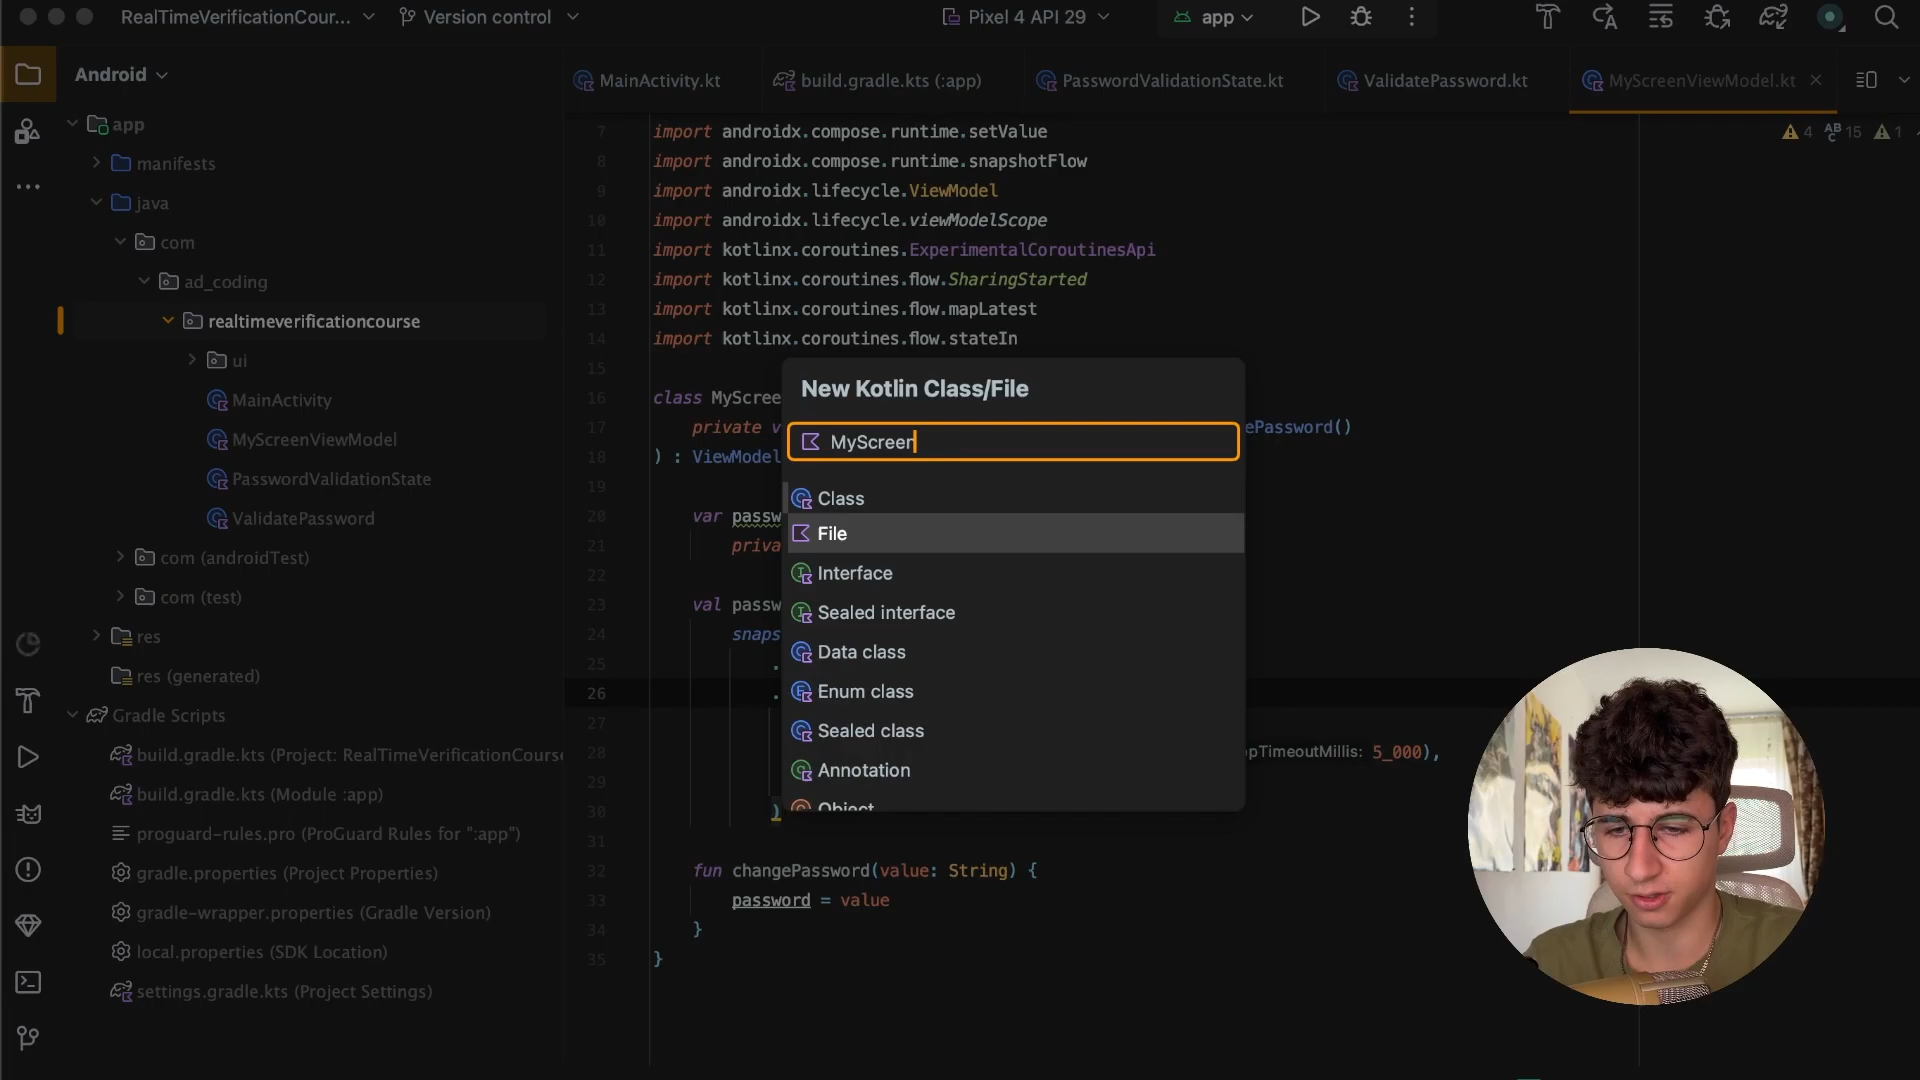 RealTimeVerificationCour...
Version control
Pixel 4 API 29
app
Android
MainActivity.kt
build.gradle.kts (:app)
PasswordValidationState.kt
ValidatePassword.kt
MyScreenViewModel.kt
app
manifests
java
com
ad_coding
realtimeverificationcourse
ui
MainActivity
MyScreenViewModel
PasswordValidationState
ValidatePassword
com (androidTest)
com (test)
res
res (generated)
Gradle Scripts
build.gradle.kts (Project: RealTimeVerificationCours
build.gradle.kts (Module :app)
proguard-rules.pro (ProGuard Rules for ":app")
gradle.properties (Project Properties)
gradle-wrapper.properties (Gradle Version)
local.properties (SDK Location)
settings.gradle.kts (Project Settings)
4 ABC 15 1
7 import androidx.compose.runtime.setValue
8 import androidx.compose.runtime.snapshotFlow
9 import androidx.lifecycle.ViewModel
10 import androidx.lifecycle.viewModelScope
11 import kotlinx.coroutines.ExperimentalCoroutinesApi
12 import kotlinx.coroutines.flow.SharingStarted
13 import kotlinx.coroutines.flow.mapLatest
14 import kotlinx.coroutines.flow.stateIn
15
16 class MyScree
17 private v ePassword()
18 ) : ViewModel
19
20 var passw
21 priva
22
23 val passw
24 snaps
25 .
26 .
27
28 pTimeoutMillis: 5_000),
29
30 )
31
32 fun changePassword(value: String) {
33 password = value
34 }
35 }
New Kotlin Class/File
MyScreen
Class
File
Interface
Sealed interface
Data class
Enum class
Sealed class
Annotation
Object